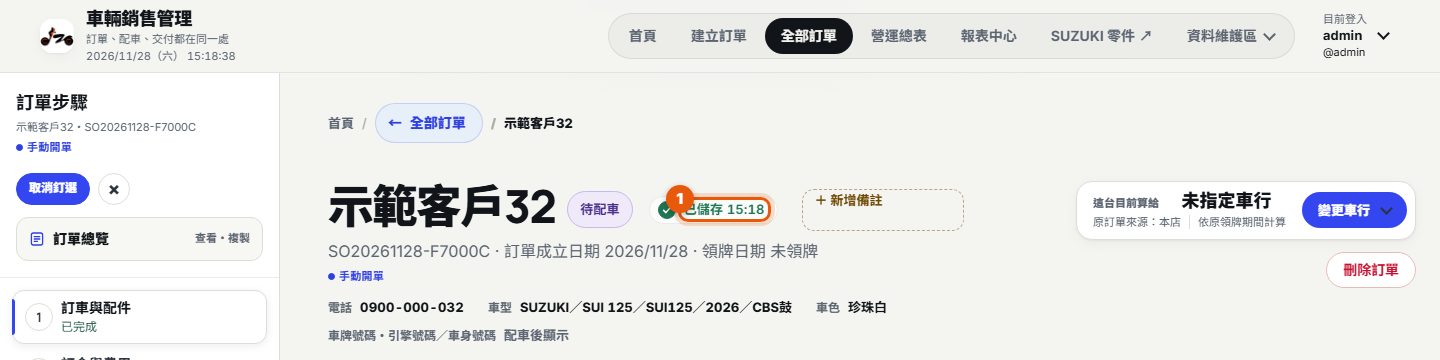 車輛銷售管理
訂單、配車、交付都在同一處
2026/11/28（六） 15:18:38
首頁 建立訂單 全部訂單 營運總表 報表中心 SUZUKI 零件 ↗ 資料維護區
目前登入
admin
@admin
訂單步驟
示範客戶32・SO20261128-F7000C
手動開單
取消釘選 ×
訂單總覽 查看・複製
1 訂車與配件
已完成
首頁 / ← 全部訂單 / 示範客戶32
示範客戶32 待配車 1 已儲存 15:18 ＋ 新增備註
SO20261128-F7000C · 訂單成立日期 2026/11/28 · 領牌日期 未領牌
手動開單
電話 0900-000-032 車型 SUZUKI／SUI 125／SUI125／2026／CBS鼓 車色 珍珠白
車牌號碼・引擎號碼／車身號碼 配車後顯示
這台目前算給 未指定車行
原訂單來源：本店 依原領牌期間計算
變更車行
刪除訂單